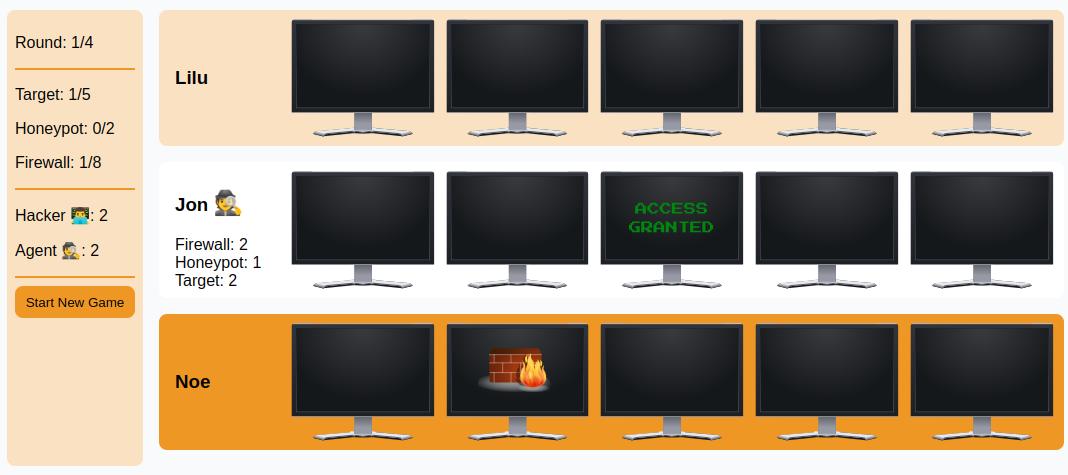 Round: 1/4
Target: 1/5
Honeypot: 0/2
Firewall: 1/8
Hacker 👨‍💻: 2
Agent 🕵️: 2
Start New Game
Lilu
Jon 🕵️
Firewall: 2
Honeypot: 1
Target: 2
ACCESS
GRANTED
Noe